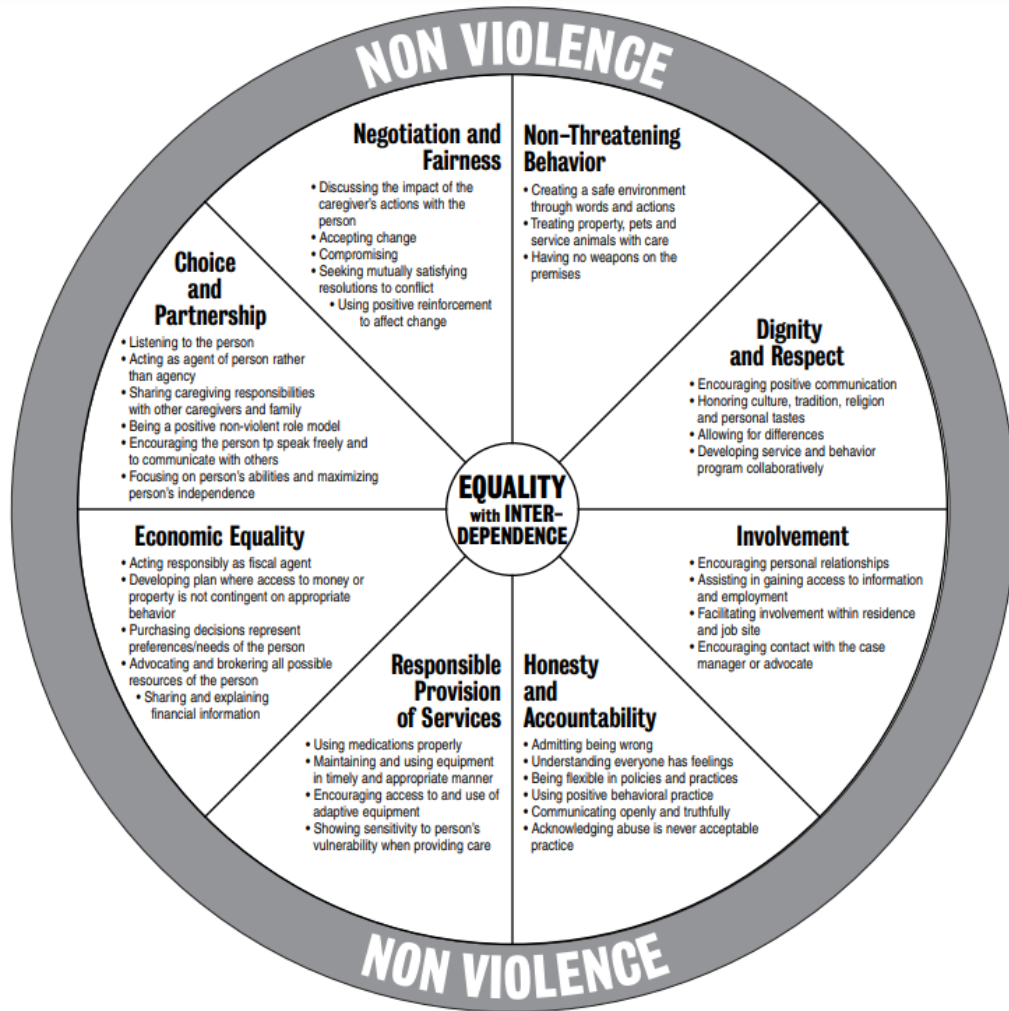 NON VIOLENCE
Negotiation and
Fairness
• Discussing the impact of the
caregiver's actions with the
person
• Accepting change
• Compromising
• Seeking mutually satisfying
resolutions to conflict
• Using positive reinforcement
to affect change
Non-Threatening
Behavior
• Creating a safe environment
through words and actions
• Treating property, pets and
service animals with care
• Having no weapons on the
premises
Choice
and
Partnership
• Listening to the person
• Acting as agent of person rather
than agency
• Sharing caregiving responsibilities
with other caregivers and family
• Being a positive non-violent role model
• Encouraging the person tp speak freely and
to communicate with others
• Focusing on person's abilities and maximizing
person's independence
Dignity
and Respect
• Encouraging positive communication
• Honoring culture, tradition, religion
and personal tastes
• Allowing for differences
• Developing service and behavior
program collaboratively
EQUALITY
with INTER-
DEPENDENCE
Economic Equality
• Acting responsibly as fiscal agent
• Developing plan where access to money or
property is not contingent on appropriate
behavior
• Purchasing decisions represent
preferences/needs of the person
• Advocating and brokering all possible
resources of the person
• Sharing and explaining
financial information
Involvement
• Encouraging personal relationships
• Assisting in gaining access to information
and employment
• Facilitating involvement within residence
and job site
• Encouraging contact with the case
manager or advocate
Responsible
Provision
of Services
• Using medications properly
• Maintaining and using equipment
in timely and appropriate manner
• Encouraging access to and use of
adaptive equipment
• Showing sensitivity to person's
vulnerability when providing care
Honesty
and
Accountability
• Admitting being wrong
• Understanding everyone has feelings
• Being flexible in policies and practices
• Using positive behavioral practice
• Communicating openly and truthfully
• Acknowledging abuse is never acceptable
practice
NON VIOLENCE